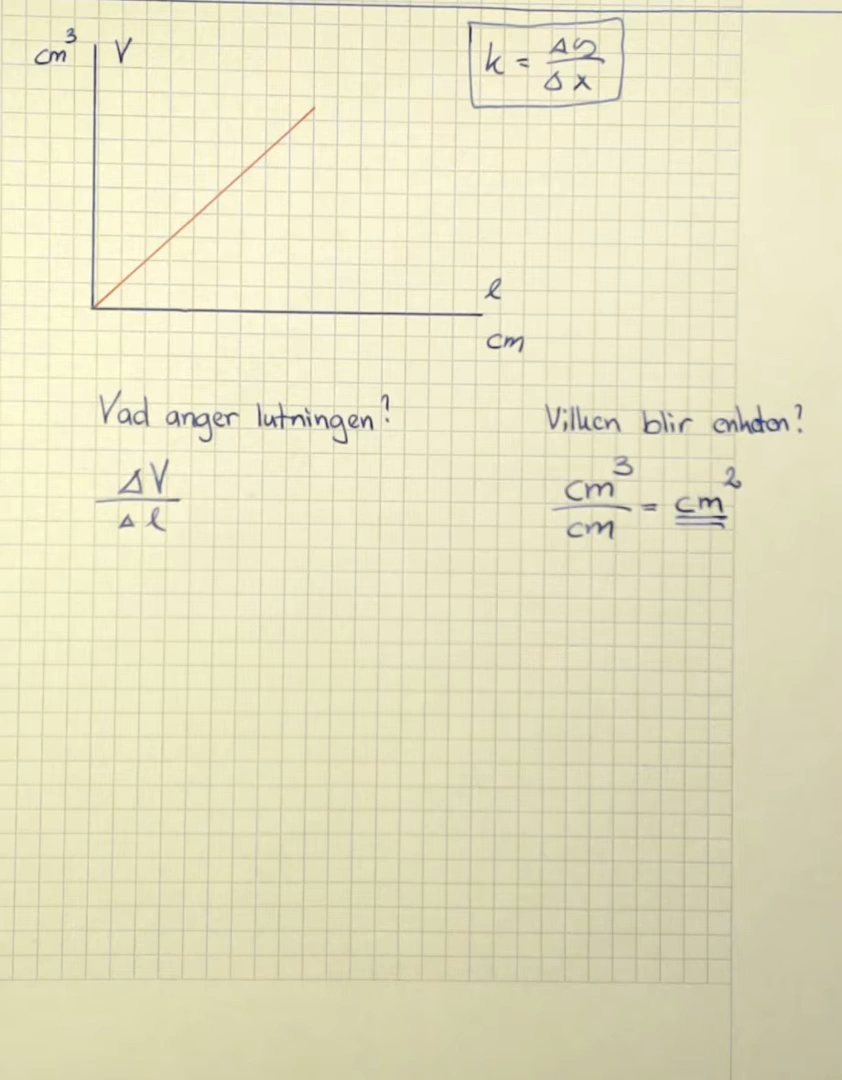 cm³ V
k = Δy/Δx
l
cm
Vad anger lutningen?
Vilken blir enheten?
ΔV/Δl
cm³/cm = cm²